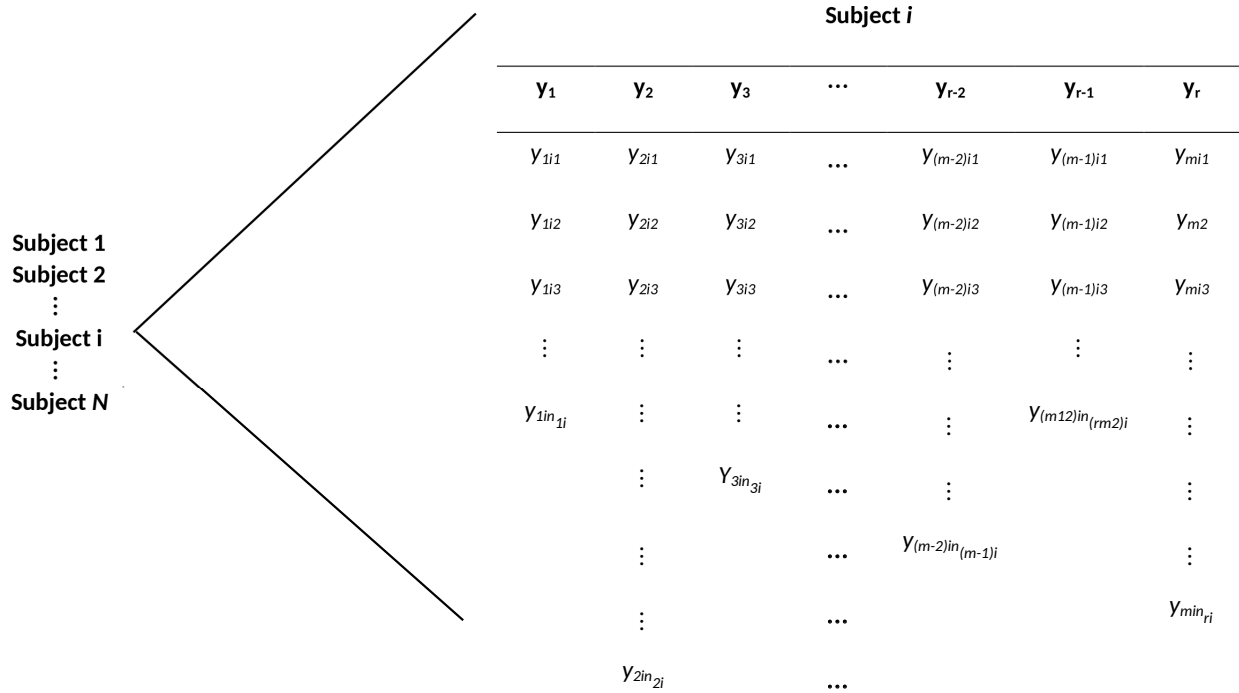 Subject i
y1 y2 y3 ... yr-2 yr-1 yr
y1i1 y2i1 y3i1 ... y(m-2)i1 y(m-1)i1 ymi1
y1i2 y2i2 y3i2 ... y(m-2)i2 y(m-1)i2 ym2
y1i3 y2i3 y3i3 ... y(m-2)i3 y(m-1)i3 ymi3
⋮ ⋮ ⋮ ... ⋮ ⋮ ⋮
y1in1i ⋮ ⋮ ... ⋮ y(m12)in(rm2)i ⋮
⋮ Y3in3i ... ⋮ ⋮
⋮ ... y(m-2)in(m-1)i ⋮
⋮ ... yminri
y2in2i ...
Subject 1
Subject 2
⋮
Subject i
⋮
Subject N